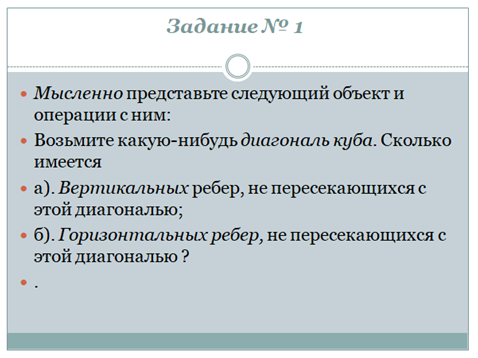 Задание № 1
Мысленно представьте следующий объект и
операции с ним:
Возьмите какую-нибудь диагональ куба. Сколько
имеется
а). Вертикальных ребер, не пересекающихся с
этой диагональю;
б). Горизонтальных ребер, не пересекающихся с
этой диагональю ?
.